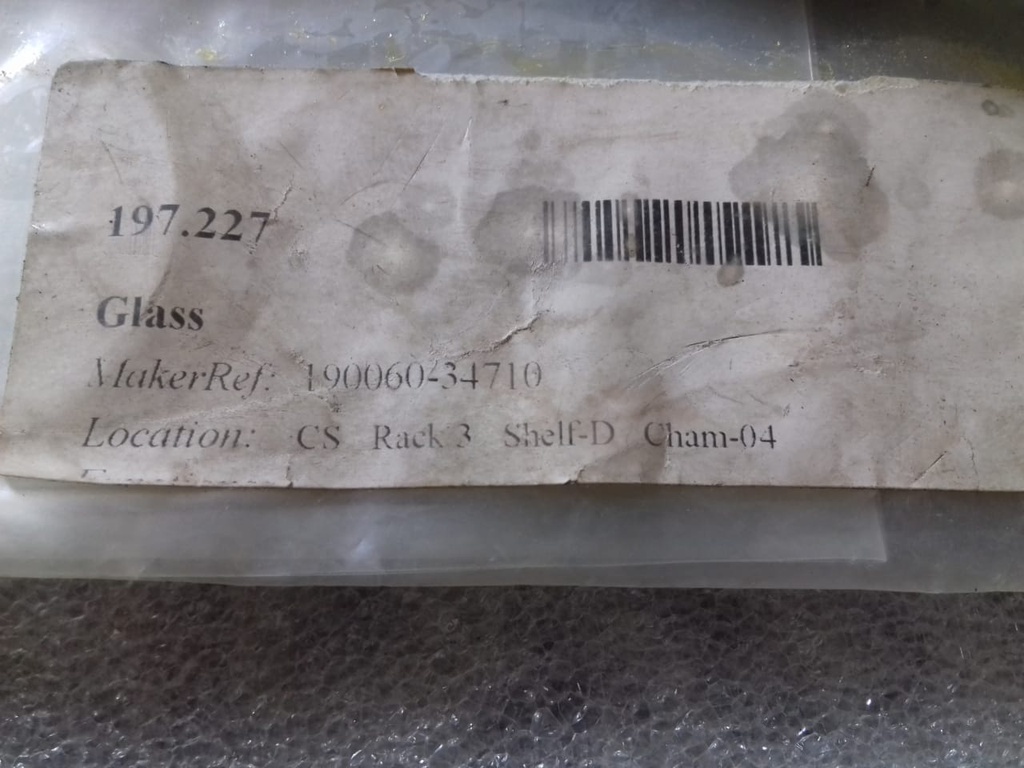 197.227
Glass
MakerRef: 190060-34710
Location: CS Rack 3 Shelf-D Cham-04